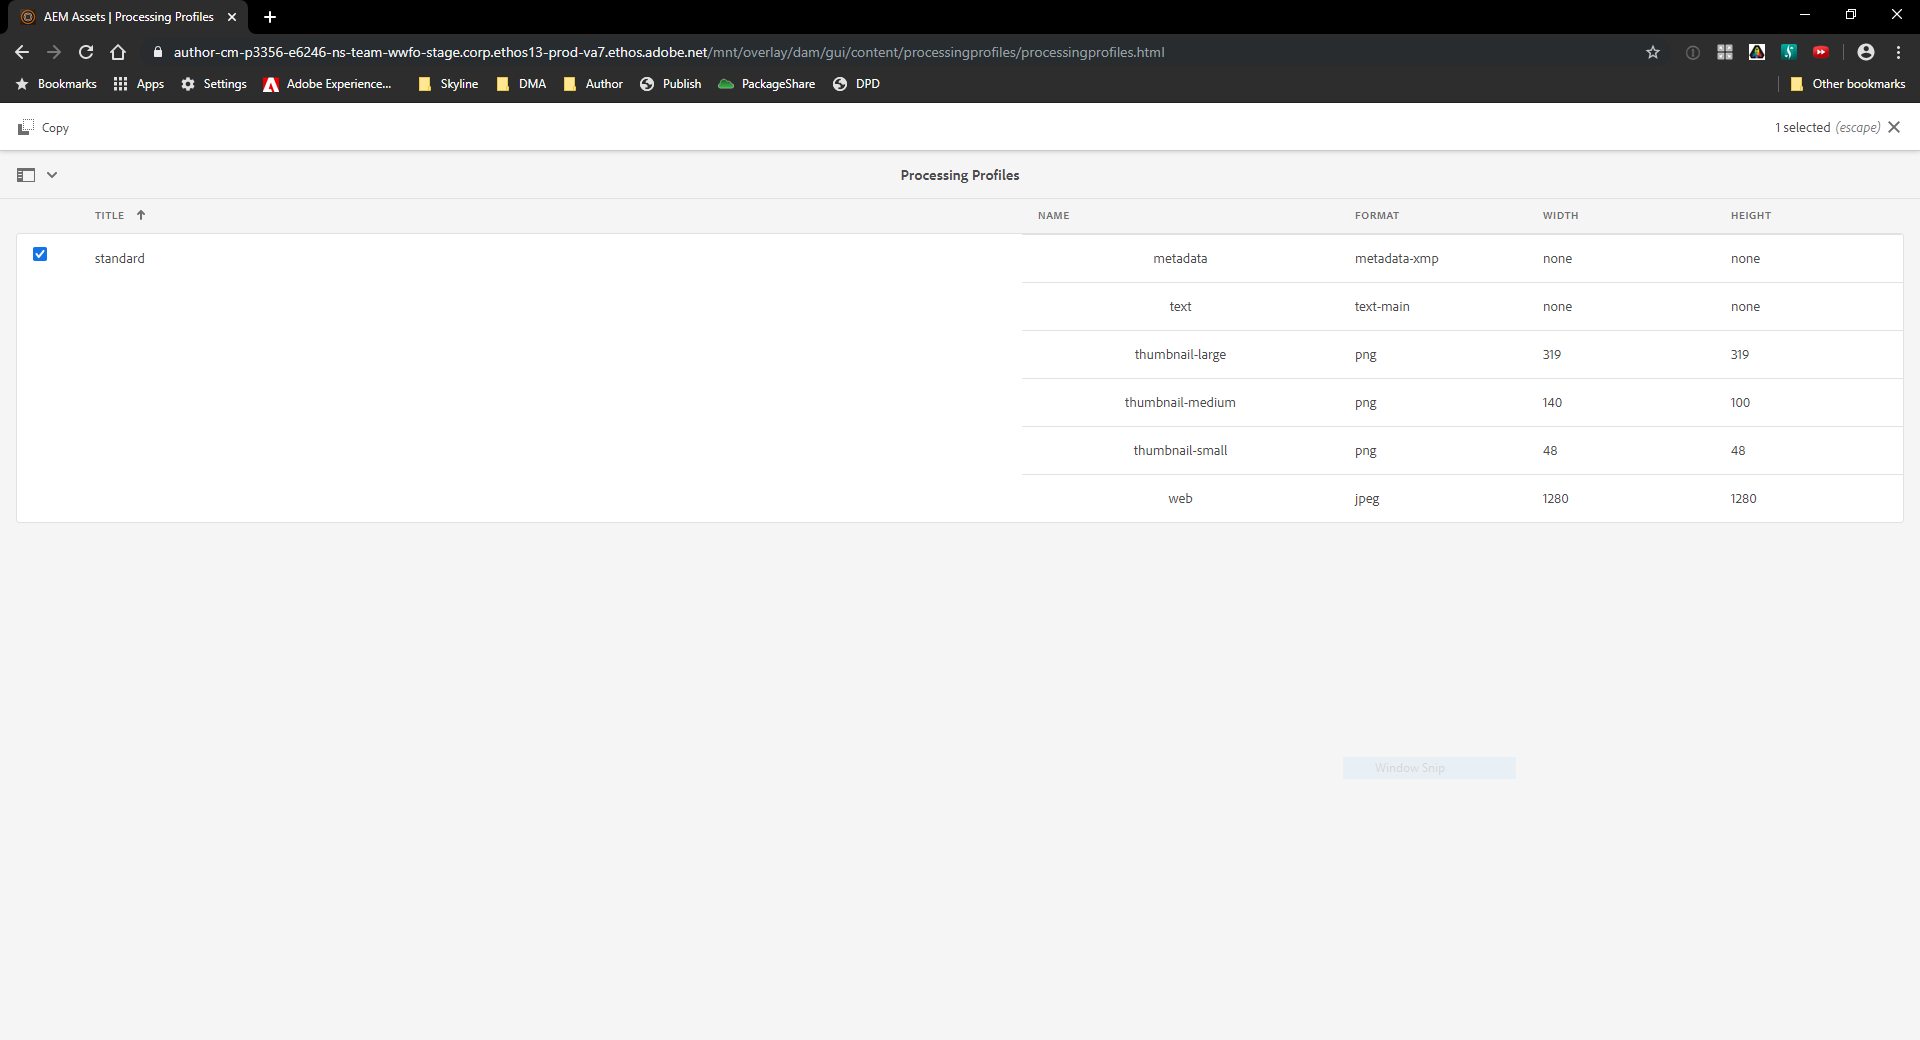 AEM Assets | Processing Profiles
author-cm-p3356-e6246-ns-team-wwfo-stage.corp.ethos13-prod-va7.ethos.adobe.net/mnt/overlay/dam/gui/content/processingprofiles/processingprofiles.html
Bookmarks Apps Settings Adobe Experience... Skyline DMA Author Publish PackageShare DPD Other bookmarks
Copy 1 selected (escape)
Processing Profiles
TITLE NAME FORMAT WIDTH HEIGHT
standard metadata metadata-xmp none none
text text-main none none
thumbnail-large png 319 319
thumbnail-medium png 140 100
thumbnail-small png 48 48
web jpeg 1280 1280
Window Snip